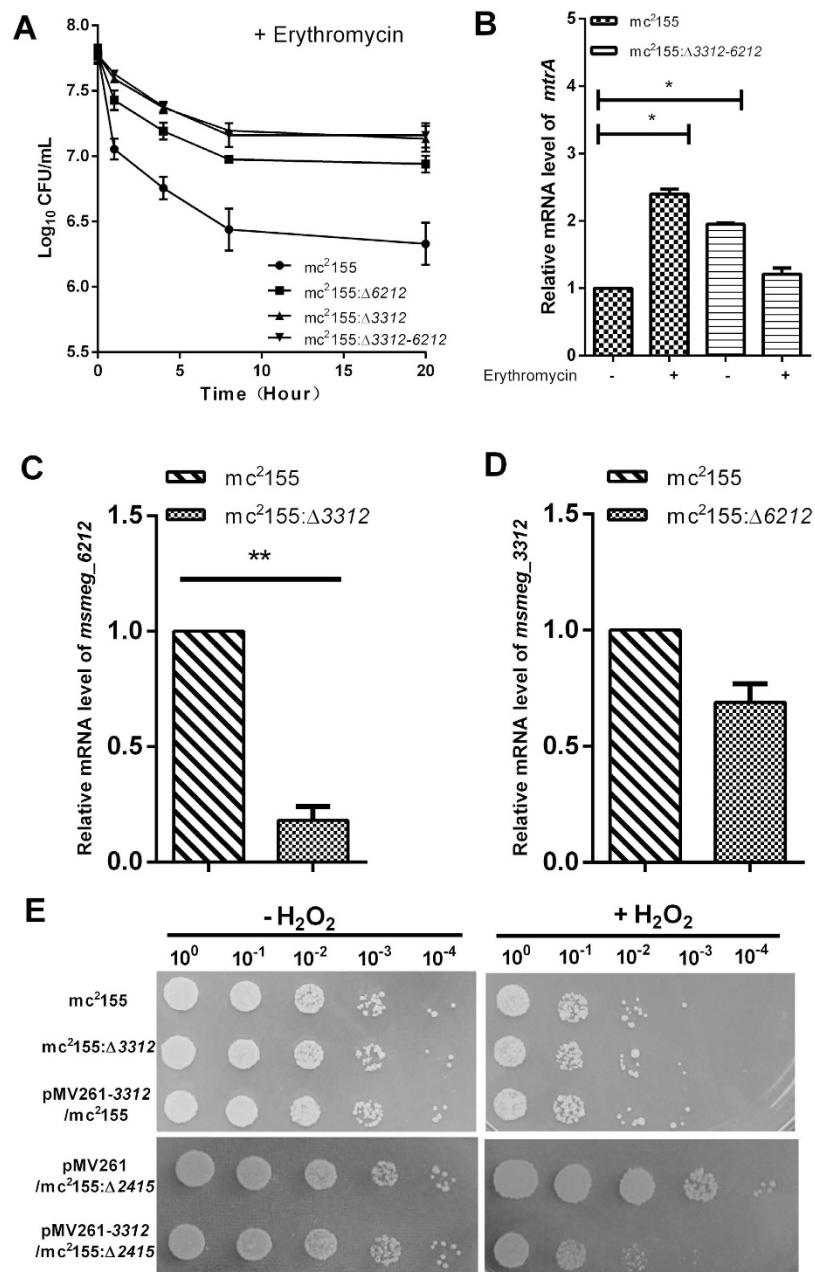 A
+ Erythromycin
Log10 CFU/mL
8.0
7.5
7.0
6.5
6.0
5.5
0
5
10
15
20
Time (Hour)
mc2155
mc2155:Δ6212
mc2155:Δ3312
mc2155:Δ3312-6212
B
mc2155
mc2155:Δ3312-6212
Relative mRNA level of mtrA
5
4
3
2
1
0
*
*
Erythromycin - + - +
C
mc2155
mc2155:Δ3312
Relative mRNA level of msmeg_6212
1.5
1.0
0.5
0.0
**
D
mc2155
mc2155:Δ6212
Relative mRNA level of msmeg_3312
1.5
1.0
0.5
0.0
E
- H2O2 + H2O2
10⁰ 10⁻¹ 10⁻² 10⁻³ 10⁻⁴ 10⁰ 10⁻¹ 10⁻² 10⁻³ 10⁻⁴
mc2155
mc2155:Δ3312
pMV261-3312
/mc2155
pMV261
/mc2155:Δ2415
pMV261-3312
/mc2155:Δ2415